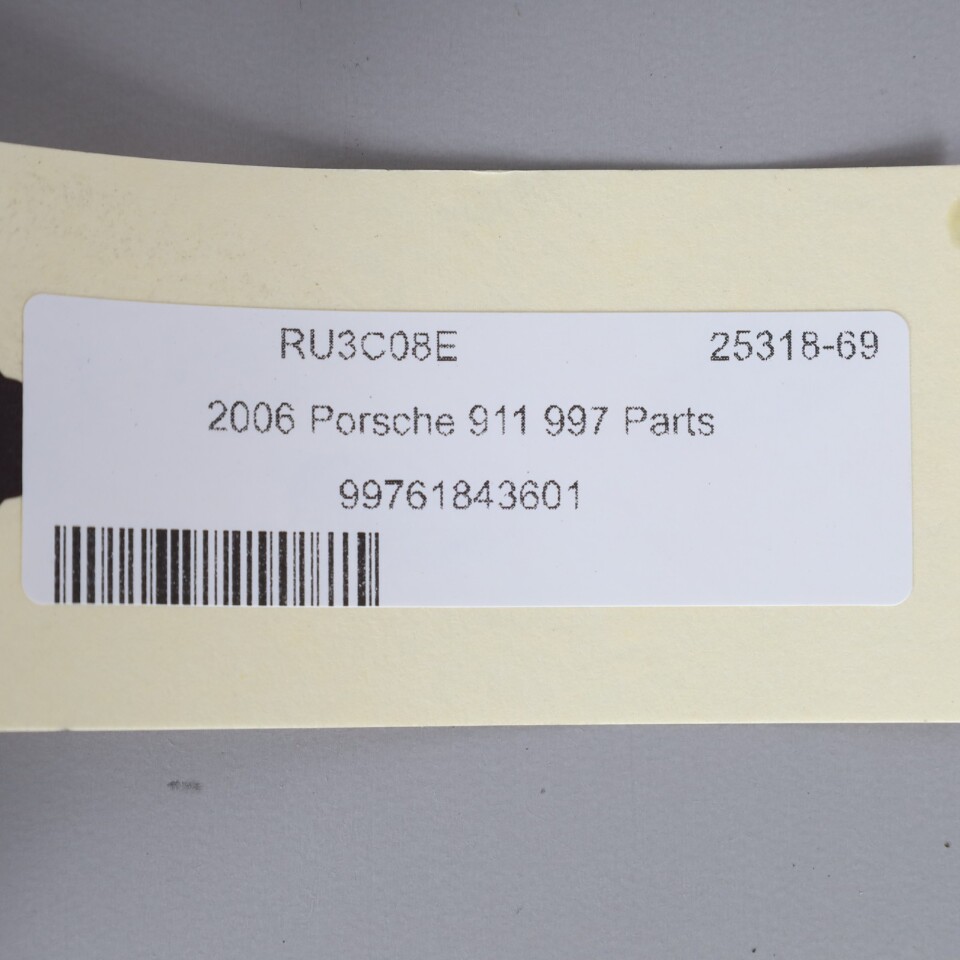 RU3C08E 25318-69
2006 Porsche 911 997 Parts
99761843601